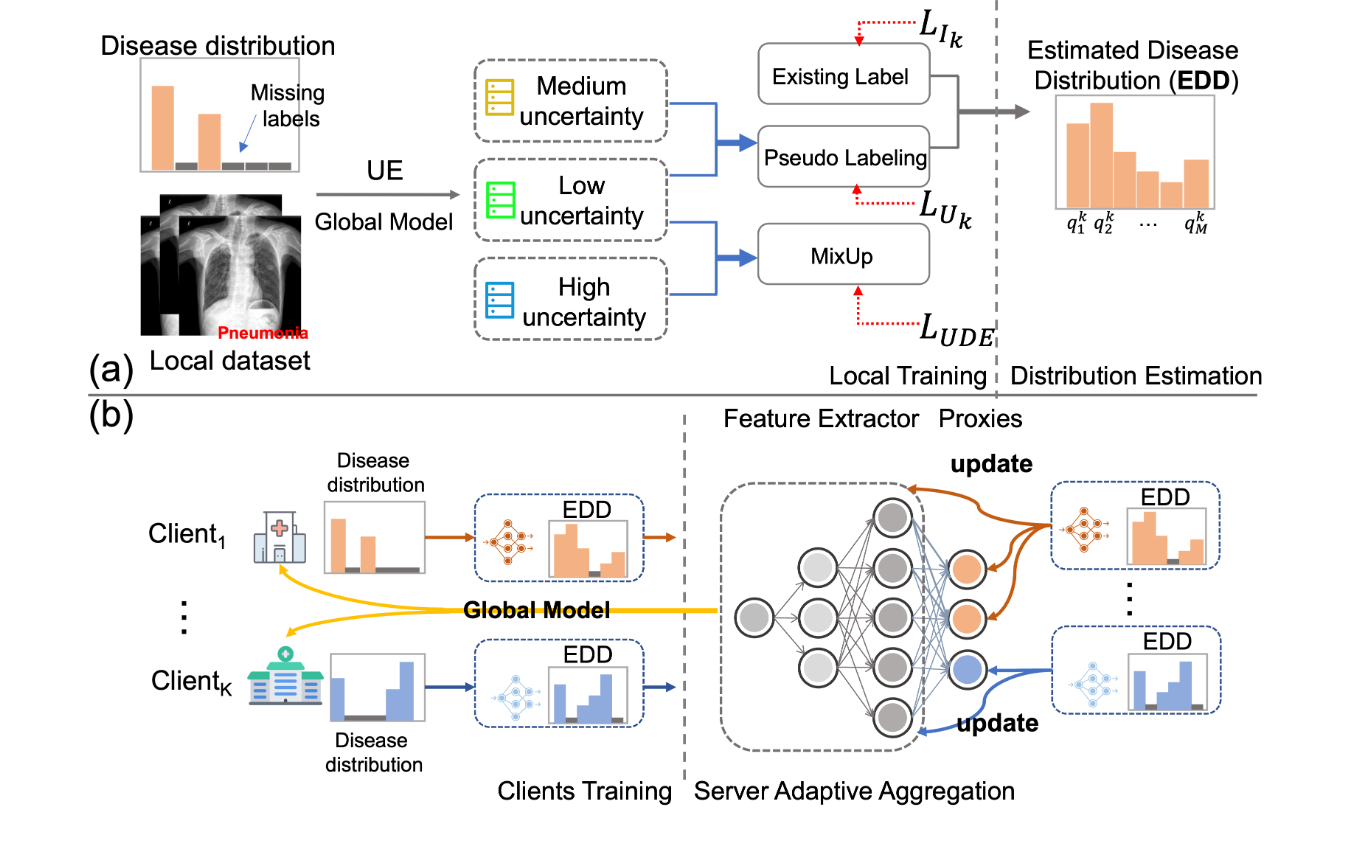 Disease distribution
Missing
labels
UE
Global Model
Pneumonia
Local dataset
(a)
Medium
uncertainty
Low
uncertainty
High
uncertainty
Existing Label
Pseudo Labeling
MixUp
L_{I_k}
L_{U_k}
L_{UDE}
Local Training
Estimated Disease
Distribution (EDD)
q_1^k q_2^k ... q_M^k
Distribution Estimation
(b)
Feature Extractor Proxies
Client_1
Disease
distribution
EDD
Global Model
Client_K
Disease
distribution
EDD
Clients Training
update
EDD
EDD
update
Server Adaptive Aggregation